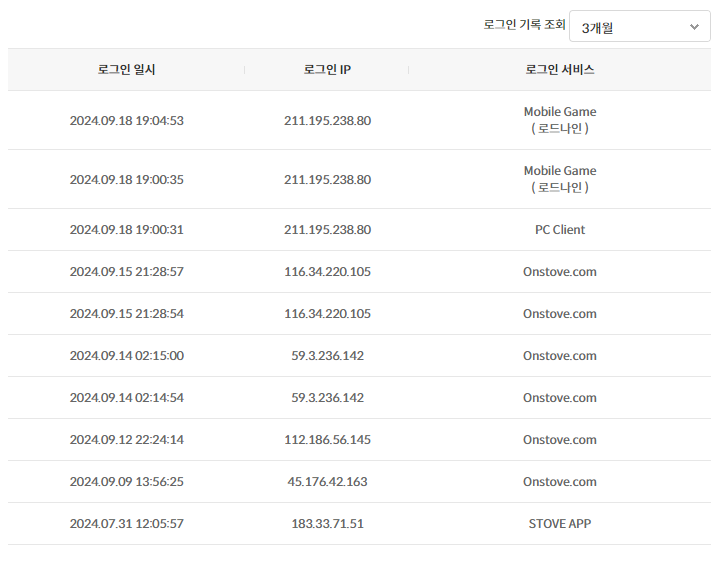 로그인 기록 조회 3개월
로그인 일시 로그인 IP 로그인 서비스
2024.09.18 19:04:53 211.195.238.80 Mobile Game
( 로드나인 )
2024.09.18 19:00:35 211.195.238.80 Mobile Game
( 로드나인 )
2024.09.18 19:00:31 211.195.238.80 PC Client
2024.09.15 21:28:57 116.34.220.105 Onstove.com
2024.09.15 21:28:54 116.34.220.105 Onstove.com
2024.09.14 02:15:00 59.3.236.142 Onstove.com
2024.09.14 02:14:54 59.3.236.142 Onstove.com
2024.09.12 22:24:14 112.186.56.145 Onstove.com
2024.09.09 13:56:25 45.176.42.163 Onstove.com
2024.07.31 12:05:57 183.33.71.51 STOVE APP